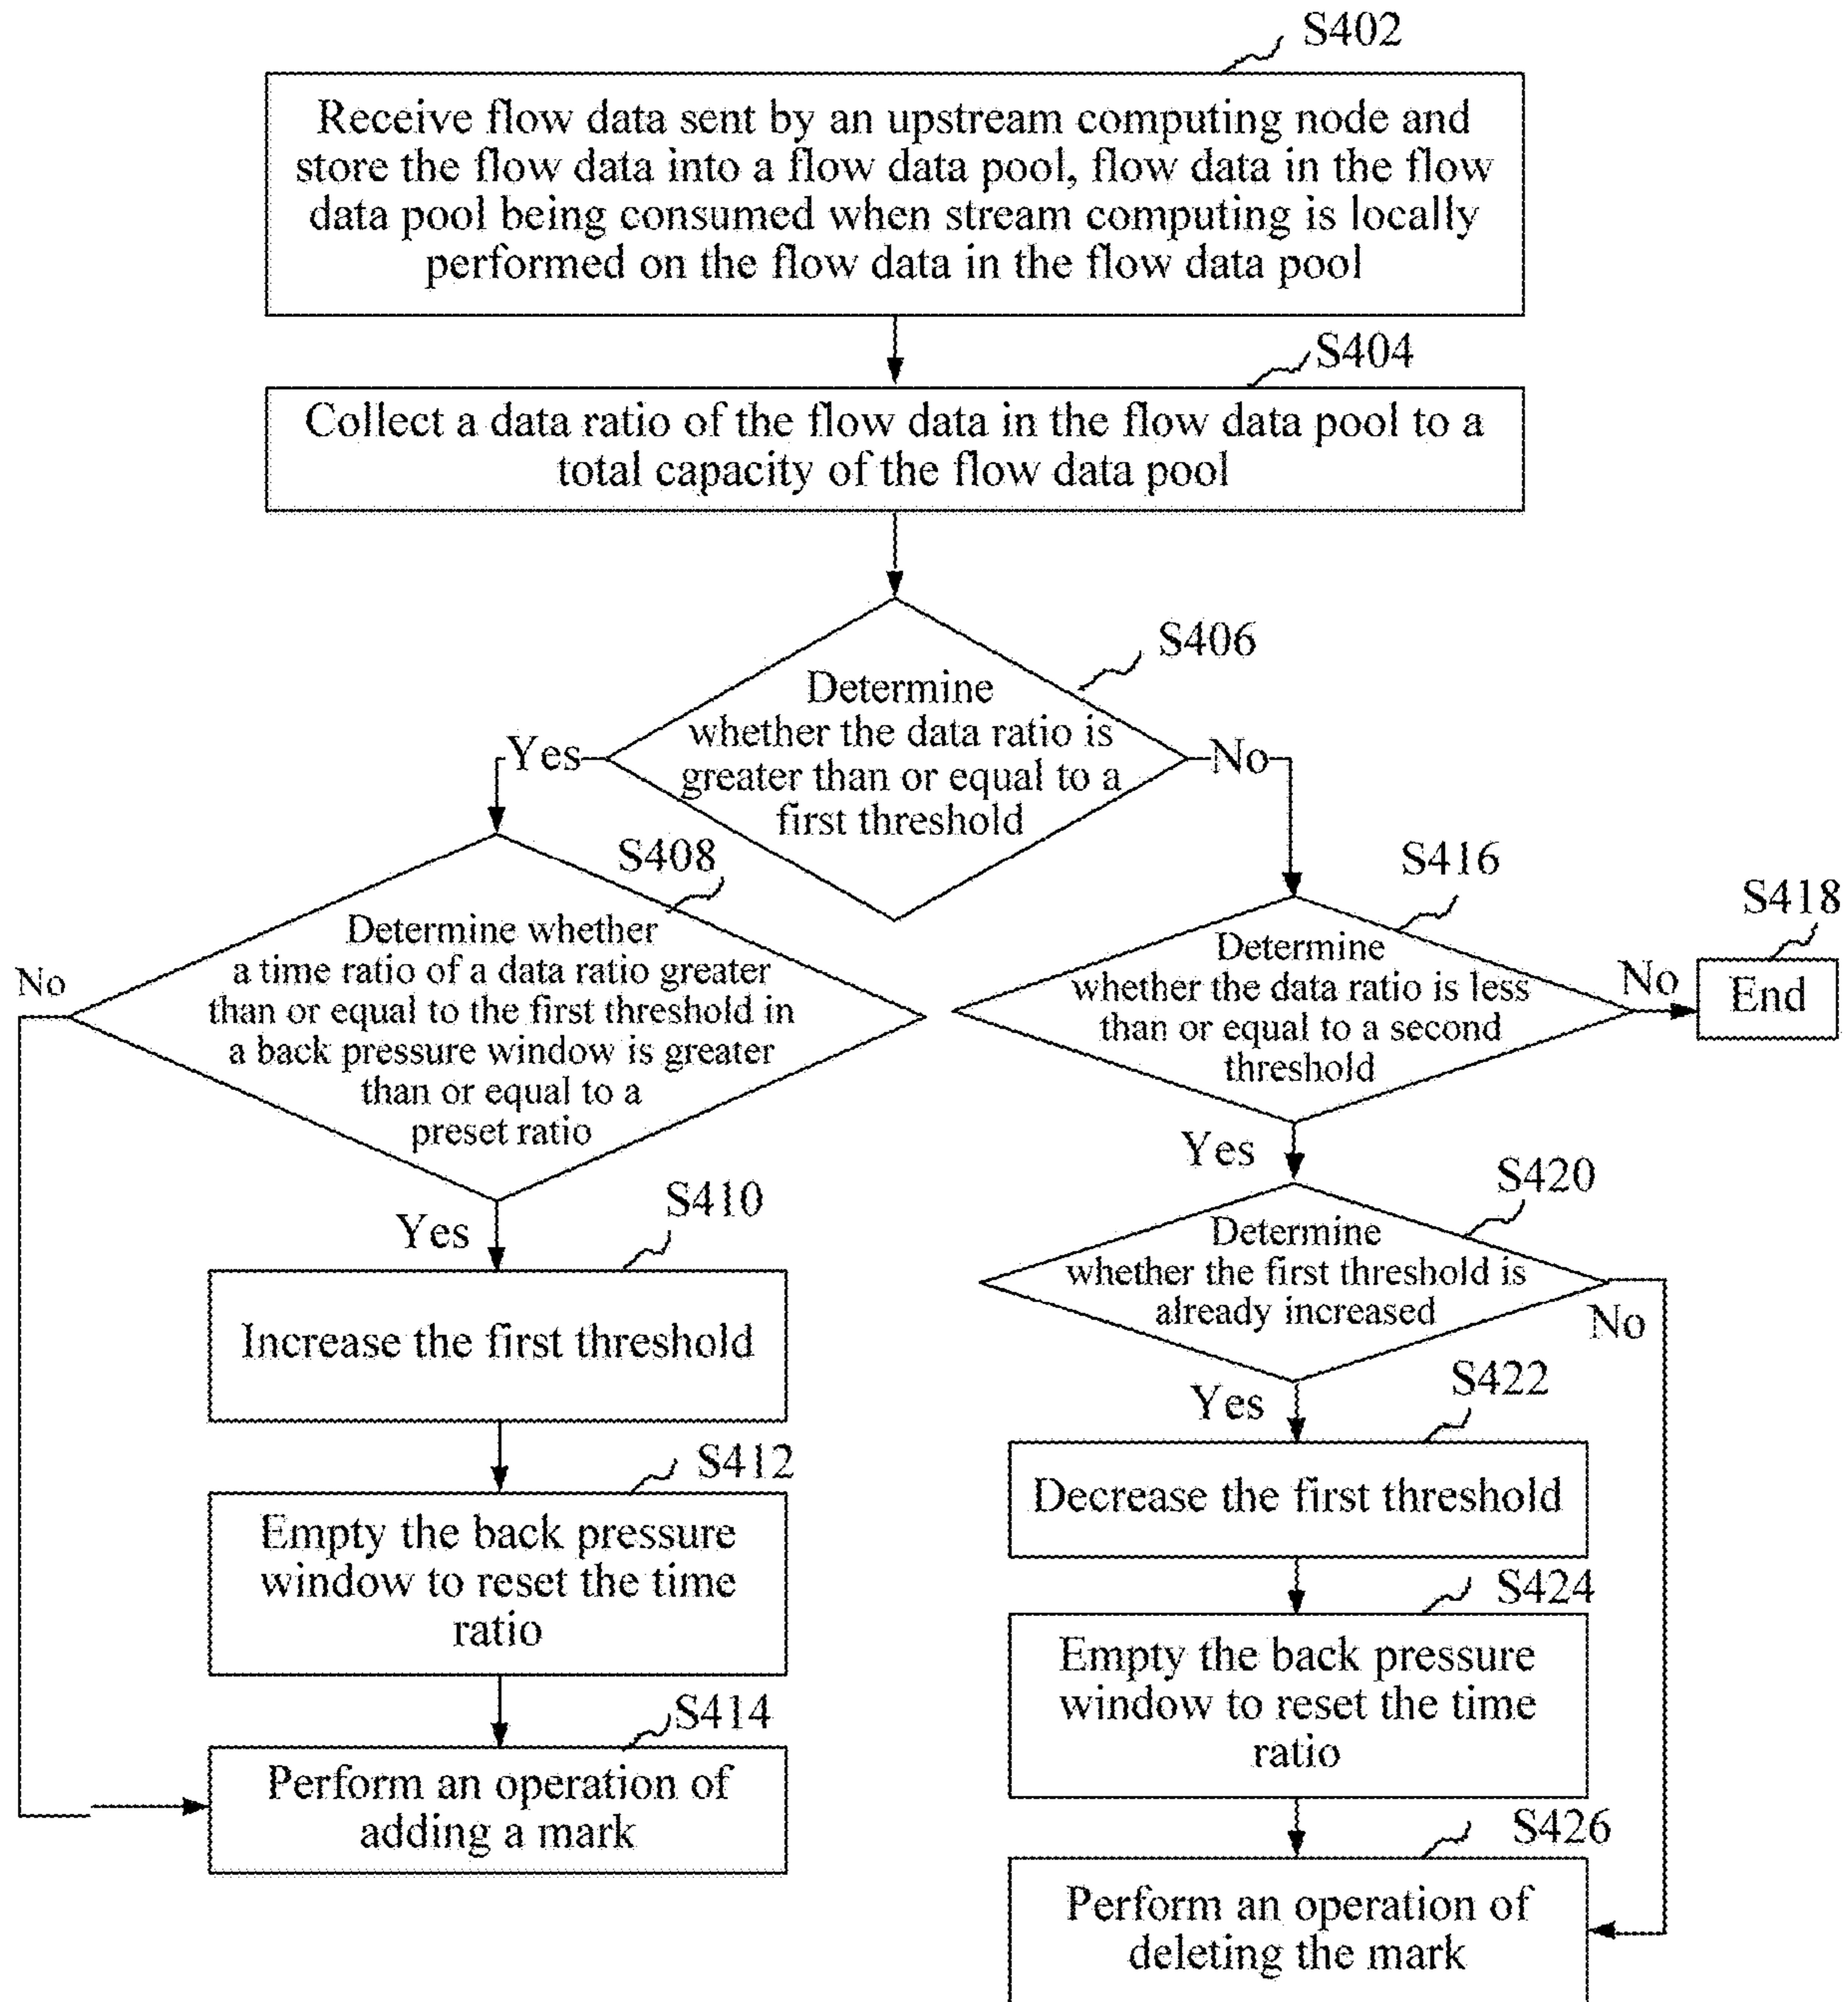 S402
Receive flow data sent by an upstream computing node and
store the flow data into a flow data pool, flow data in the flow
data pool being consumed when stream computing is locally
performed on the flow data in the flow data pool
S404
Collect a data ratio of the flow data in the flow data pool to a
total capacity of the flow data pool
S406
Determine
whether the data ratio is
greater than or equal to a
first threshold
Yes
No
S408
Determine whether
a time ratio of a data ratio greater
than or equal to the first threshold in
a back pressure window is greater
than or equal to a
preset ratio
No
Yes
S410
Increase the first threshold
S412
Empty the back pressure
window to reset the time
ratio
S414
Perform an operation of
adding a mark
S416
Determine
whether the data ratio is less
than or equal to a second
threshold
No
S418
End
Yes
S420
Determine
whether the first threshold is
already increased
No
Yes
S422
Decrease the first threshold
S424
Empty the back pressure
window to reset the time
ratio
S426
Perform an operation of
deleting the mark